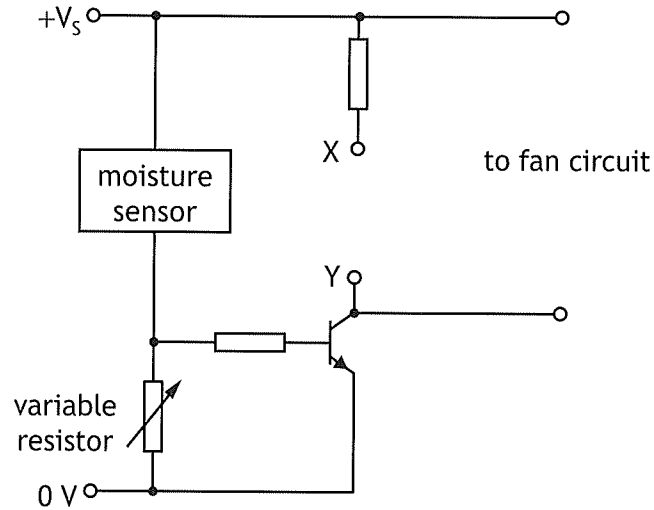 +Vs
X
moisture
sensor
to fan circuit
Y
variable
resistor
0 V